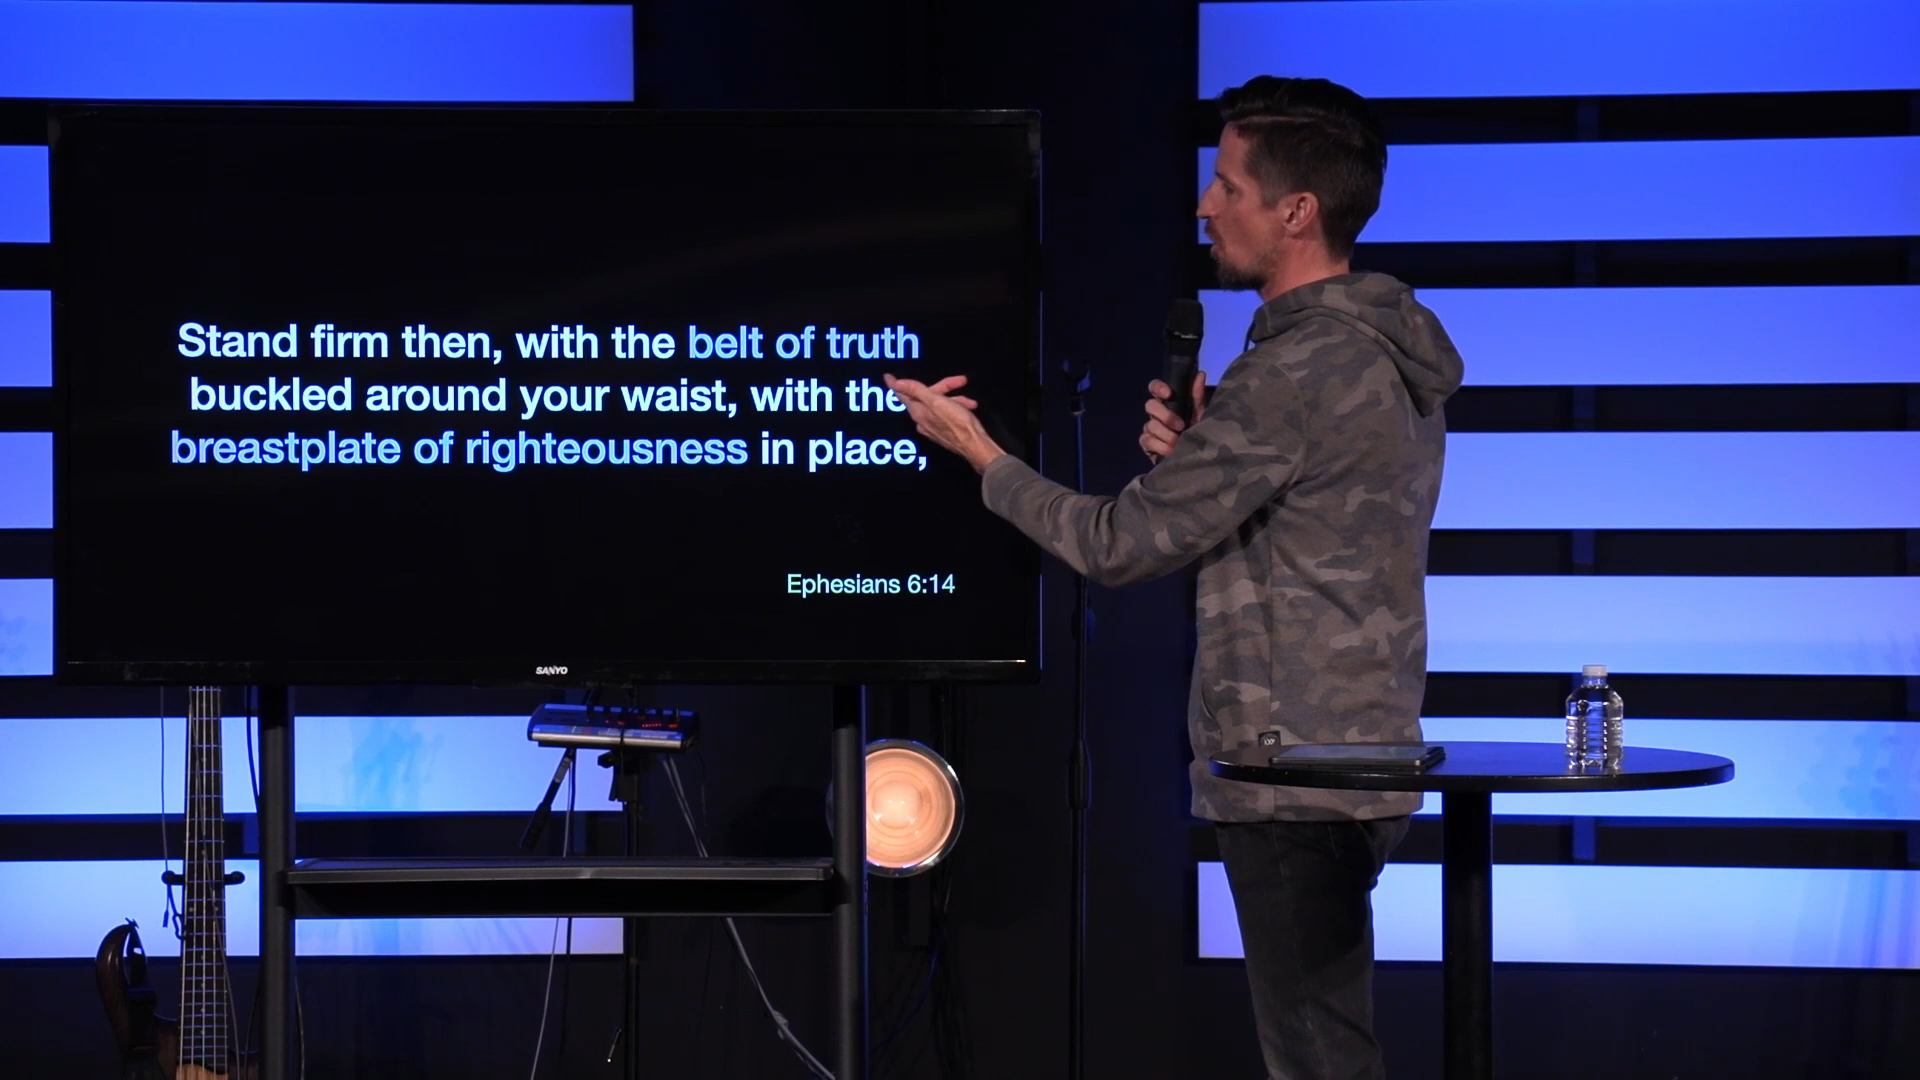 Stand firm then, with the belt of truth
buckled around your waist, with the
breastplate of righteousness in place,
Ephesians 6:14
SANYO